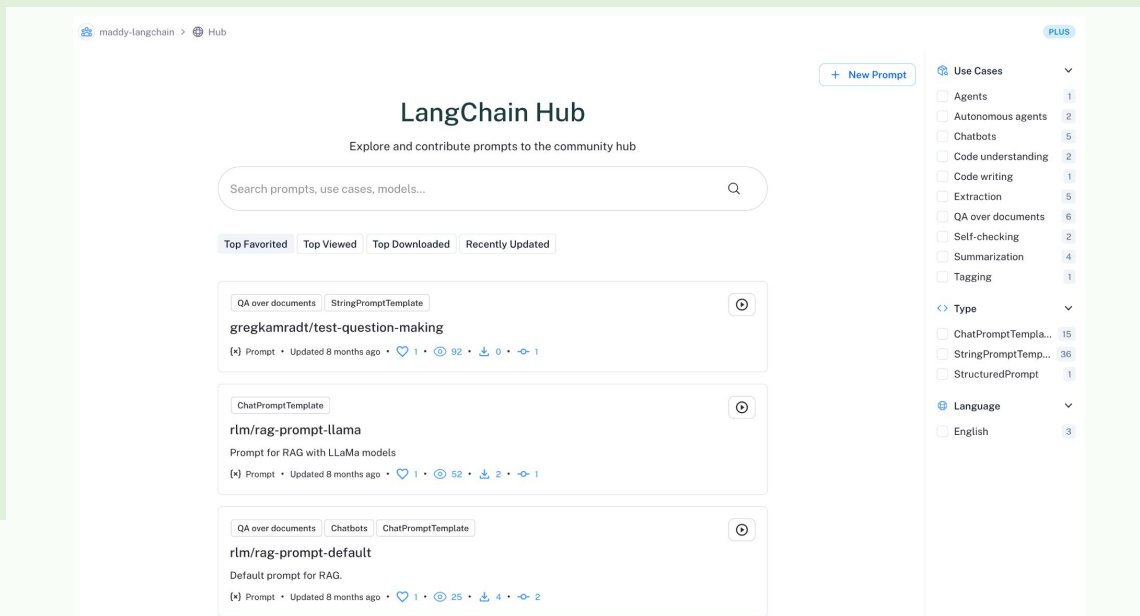 maddy-langchain > Hub
PLUS
+ New Prompt
LangChain Hub
Explore and contribute prompts to the community hub
Search prompts, use cases, models...
Top Favorited Top Viewed Top Downloaded Recently Updated
QA over documents StringPromptTemplate
gregkamradt/test-question-making
{x} Prompt • Updated 8 months ago • 1 • 92 • 0 • 1
ChatPromptTemplate
rlm/rag-prompt-llama
Prompt for RAG with LLaMa models
{x} Prompt • Updated 8 months ago • 1 • 52 • 2 • 1
QA over documents Chatbots ChatPromptTemplate
rlm/rag-prompt-default
Default prompt for RAG.
{x} Prompt • Updated 8 months ago • 1 • 25 • 4 • 2
Use Cases
Agents 1
Autonomous agents 2
Chatbots 5
Code understanding 2
Code writing 1
Extraction 5
QA over documents 6
Self-checking 2
Summarization 4
Tagging 1
<> Type
ChatPromptTempla... 15
StringPromptTemp... 36
StructuredPrompt 1
Language
English 3